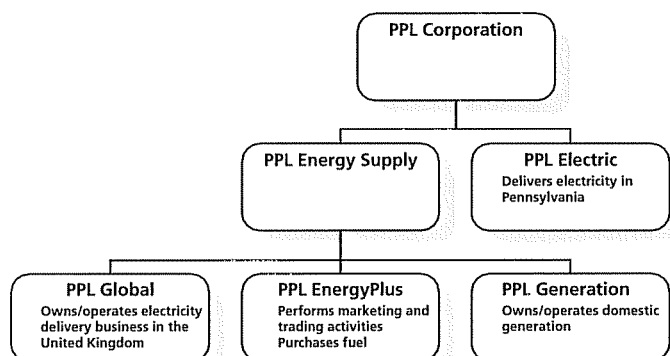 PPL Corporation
PPL Energy Supply
PPL Electric
Delivers electricity in
Pennsylvania
PPL Global
Owns/operates electricity
delivery business in the
United Kingdom
PPL EnergyPlus
Performs marketing and
trading activities
Purchases fuel
PPL Generation
Owns/operates domestic
generation